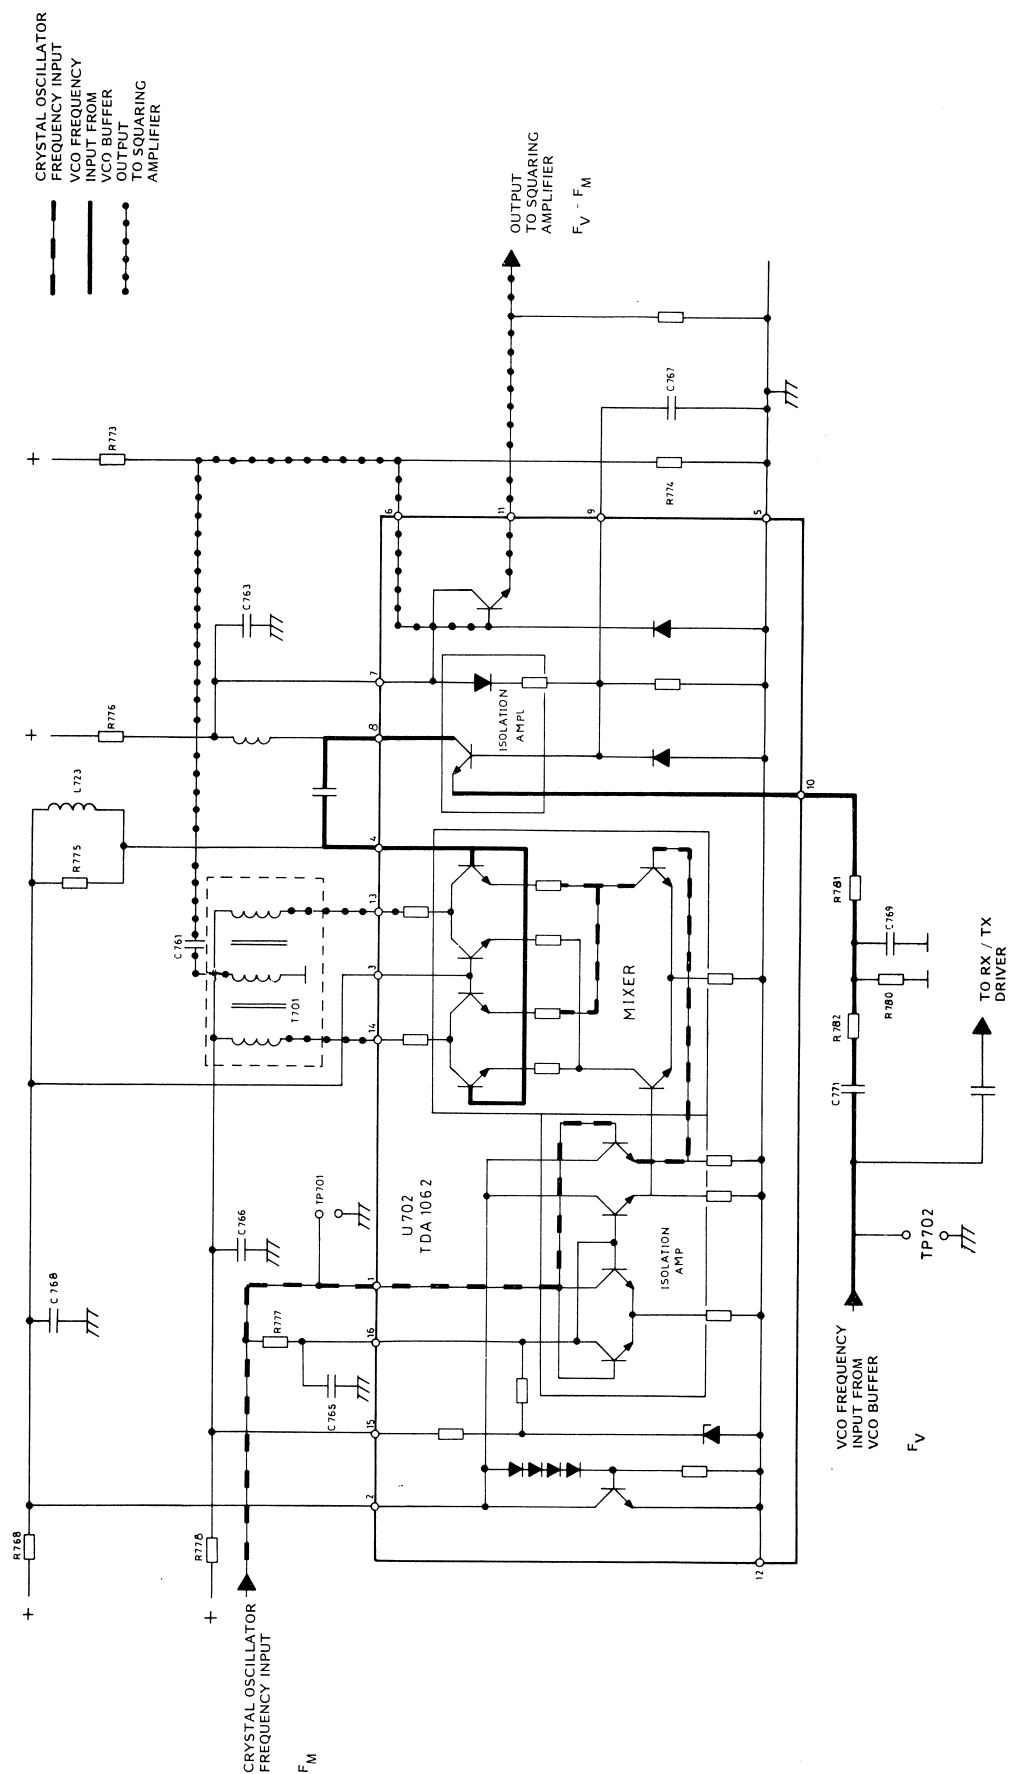 CRYSTAL OSCILLATOR
FREQUENCY INPUT
VCO FREQUENCY
INPUT FROM
VCO BUFFER
OUTPUT
TO SQUARING
AMPLIFIER
OUTPUT
TO SQUARING
AMPLIFIER
FV - FM
+
R773
+
R776
L723
R775
C763
C767
R774
6
11
9
5
7
8
4
13
3
14
10
C761
T701
ISOLATION
AMPL
MIXER
R781
C769
R780
R782
C771
TO RX / TX
DRIVER
TP702
C768
C766
TP701
U702
TDA 1062
ISOLATION
AMP
1
16
R777
C765
15
2
12
R768
+
R778
+
VCO FREQUENCY
INPUT FROM
VCO BUFFER
FV
CRYSTAL OSCILLATOR
FREQUENCY INPUT
FM